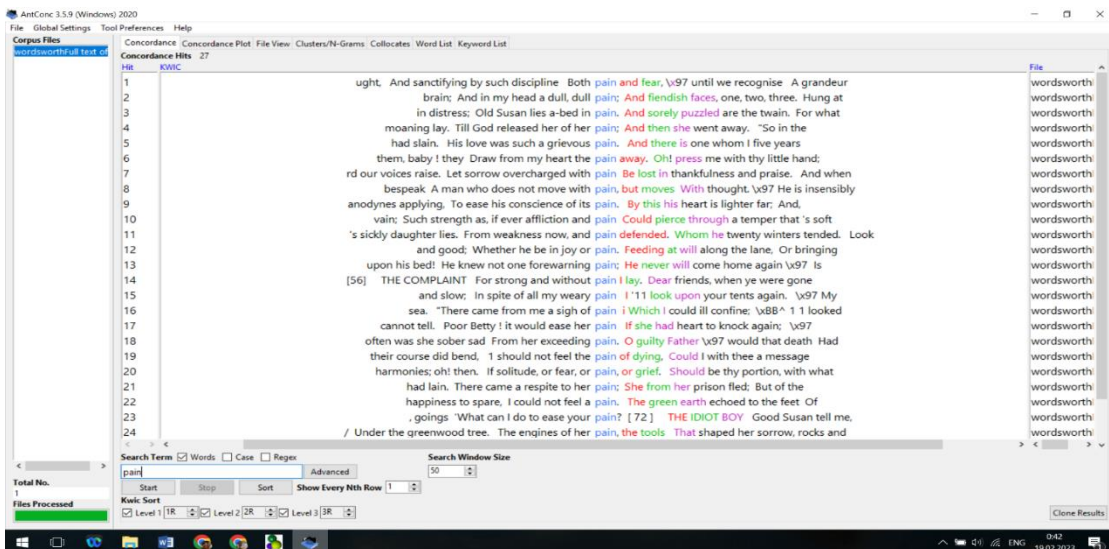 AntConc 3.5.9 (Windows) 2020
File Global Settings Tool Preferences Help
Corpus Files
wordsworthFull text of
Concordance Concordance Plot File View Clusters/N-Grams Collocates Word List Keyword List
Concordance Hits 27
Hit KWIC File
1 ught, And sanctifying by such discipline Both pain and fear, \x97 until we recognise A grandeur wordsworthl
2 brain; And in my head a dull, dull pain; And fiendish faces, one, two, three. Hung at wordsworthl
3 in distress; Old Susan lies a-bed in pain. And sorely puzzled are the twain. For what wordsworthl
4 moaning lay. Till God released her of her pain; And then she went away. "So in the wordsworthl
5 had slain. His love was such a grievous pain. And there is one whom I five years wordsworthl
6 them, baby ! they Draw from my heart the pain away. Oh! press me with thy little hand; wordsworthl
7 rd our voices raise. Let sorrow overcharged with pain Be lost in thankfulness and praise. And when wordsworthl
8 bespeak A man who does not move with pain, but moves With thought. \x97 He is insensibly wordsworthl
9 anodynes applying, To ease his conscience of its pain. By this his heart is lighter far; And, wordsworthl
10 vain; Such strength as, if ever affliction and pain Could pierce through a temper that 's soft wordsworthl
11 's sickly daughter lies. From weakness now, and pain defended. Whom he twenty winters tended. Look wordsworthl
12 and good; Whether he be in joy or pain. Feeding at will along the lane, Or bringing wordsworthl
13 upon his bed! He knew not one forewarning pain; He never will come home again \x97 Is wordsworthl
14 [56] THE COMPLAINT For strong and without pain I lay. Dear friends, when ye were gone wordsworthl
15 and slow; In spite of all my weary pain I '11 look upon your tents again. \x97 My wordsworthl
16 sea. "There came from me a sigh of pain i Which I could ill confine; \xBB^ 1 1 looked wordsworthl
17 cannot tell. Poor Betty ! it would ease her pain If she had heart to knock again; \x97 wordsworthl
18 often was she sober sad From her exceeding pain. O guilty Father \x97 would that death Had wordsworthl
19 their course did bend, 1 should not feel the pain of dying, Could I with thee a message wordsworthl
20 harmonies; oh! then. If solitude, or fear, or pain, or grief. Should be thy portion, with what wordsworthl
21 had lain. There came a respite to her pain; She from her prison fled; But of the wordsworthl
22 happiness to spare, I could not feel a pain. The green earth echoed to the feet Of wordsworthl
23 , goings 'What can I do to ease your pain? [ 72 ] THE IDIOT BOY Good Susan tell me, wordsworthl
24 / Under the greenwood tree. The engines of her pain, the tools That shaped her sorrow, rocks and wordsworthl
Search Term Words Case Regex Search Window Size
pain Advanced 50
Total No.
1
Start Stop Sort Show Every Nth Row 1
Files Processed
Kwic Sort
Level 1 1R Level 2 2R Level 3 3R Clone Results
ENG 0:42
19.02.2022